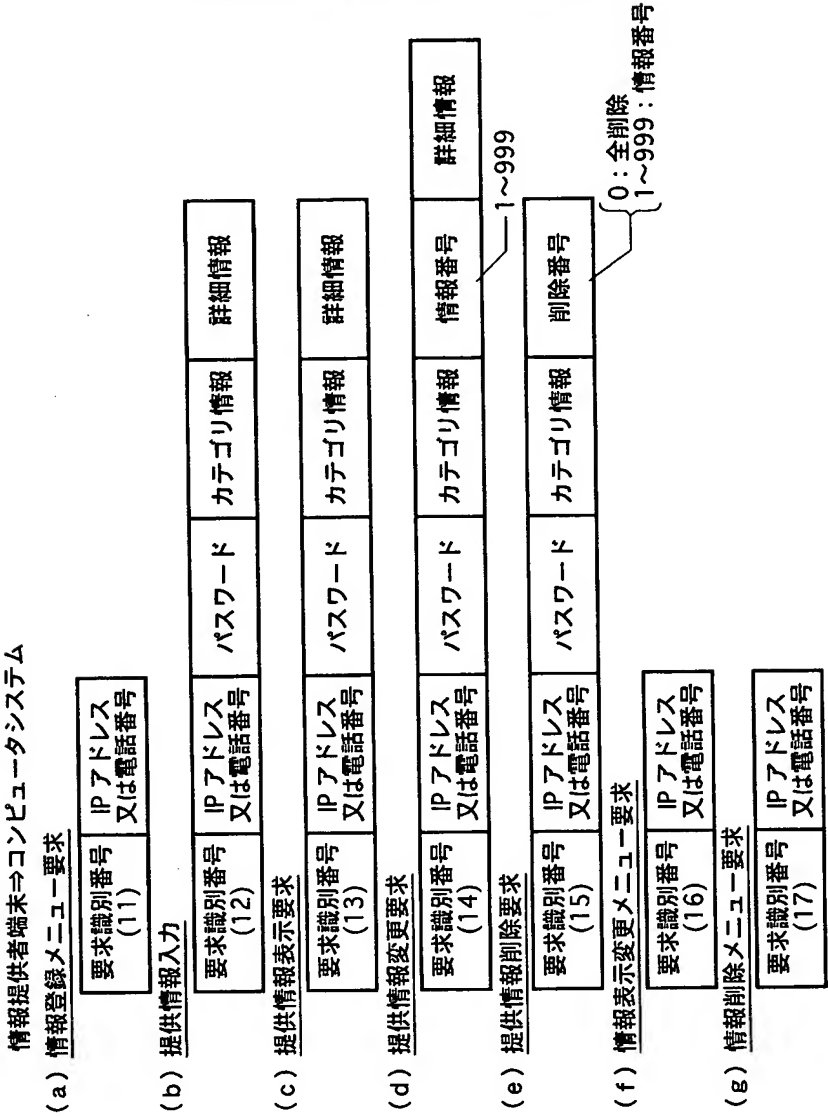 情報提供者端末⇒コンピュータシステム
(a) 情報登録メニュー要求
要求識別番号
(11)
IPアドレス
又は電話番号
(b) 提供情報入力
要求識別番号
(12)
IPアドレス
又は電話番号
パスワード
カテゴリ情報
詳細情報
(c) 提供情報表示要求
要求識別番号
(13)
IPアドレス
又は電話番号
パスワード
カテゴリ情報
詳細情報
(d) 提供情報変更要求
要求識別番号
(14)
IPアドレス
又は電話番号
パスワード
カテゴリ情報
情報番号
詳細情報
1〜999
(e) 提供情報削除要求
要求識別番号
(15)
IPアドレス
又は電話番号
パスワード
カテゴリ情報
削除番号
0:全削除
1〜999:情報番号
(f) 情報表示変更メニュー要求
要求識別番号
(16)
IPアドレス
又は電話番号
(g) 情報削除メニュー要求
要求識別番号
(17)
IPアドレス
又は電話番号